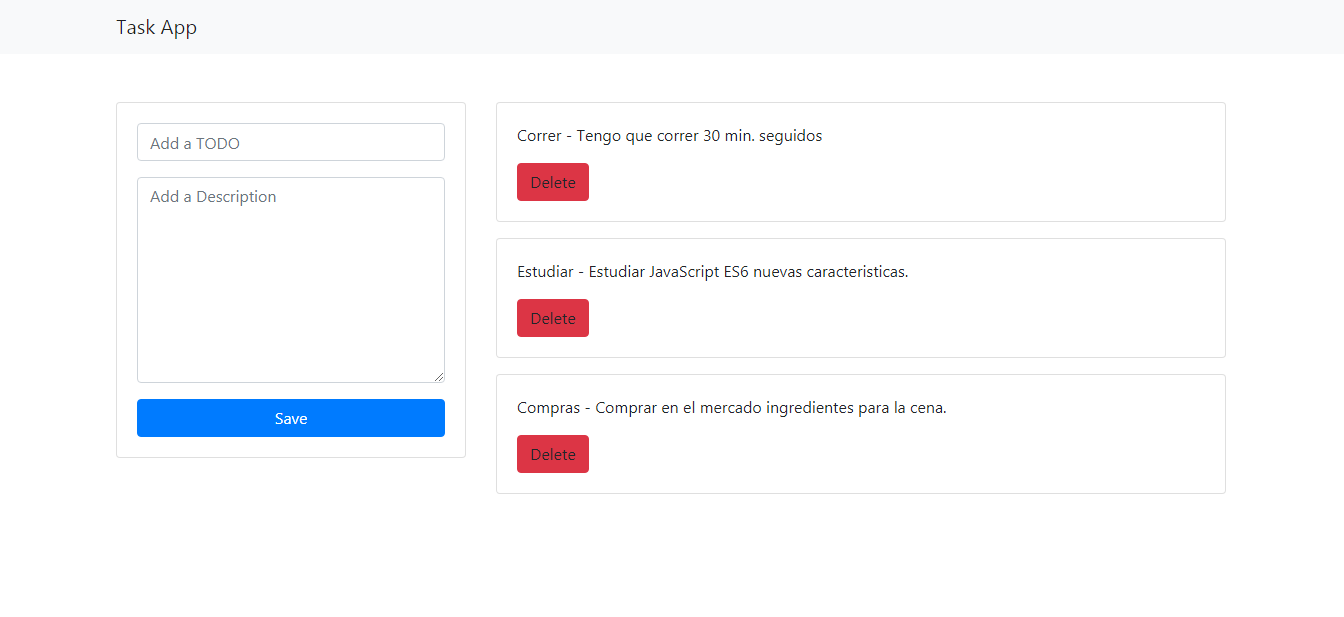 Task App
Add a TODO
Add a Description
Save
Correr - Tengo que correr 30 min. seguidos
Delete
Estudiar - Estudiar JavaScript ES6 nuevas caracteristicas.
Delete
Compras - Comprar en el mercado ingredientes para la cena.
Delete